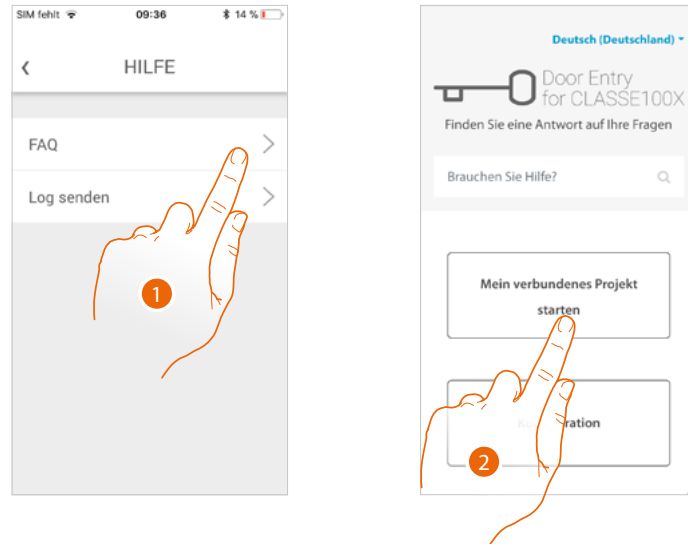 SIM fehlt 09:36 14 %
HILFE
FAQ
Log senden
1
Deutsch (Deutschland)
Door Entry
for CLASSE100X
Finden Sie eine Antwort auf Ihre Fragen
Brauchen Sie Hilfe?
Mein verbundenes Projekt
starten
2